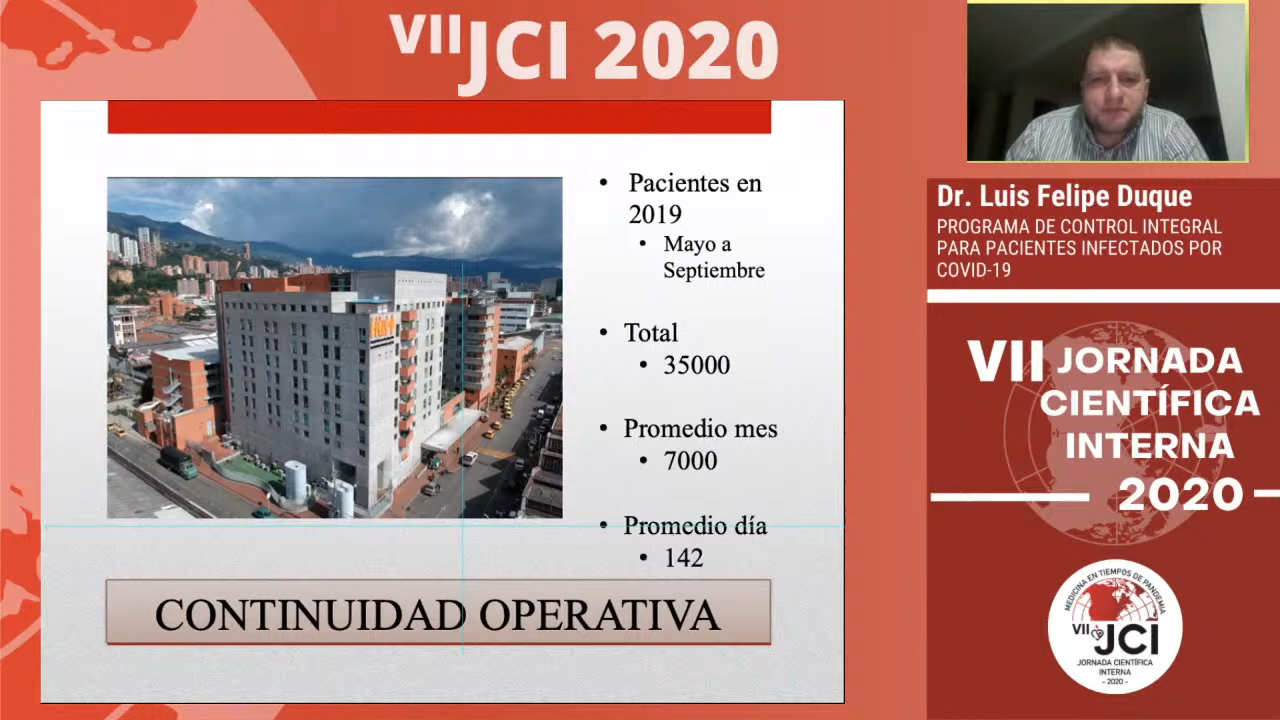 VII JCI 2020
Pacientes en
2019
Mayo a
Septiembre
Total
35000
Promedio mes
7000
Promedio día
142
CONTINUIDAD OPERATIVA
Dr. Luis Felipe Duque
PROGRAMA DE CONTROL INTEGRAL
PARA PACIENTES INFECTADOS POR
COVID-19
VII JORNADA
CIENTÍFICA
INTERNA
2020
MEDICINA EN TIEMPOS DE PANDEMIA
VII JCI
JORNADA CIENTÍFICA
INTERNA
- 2020 -